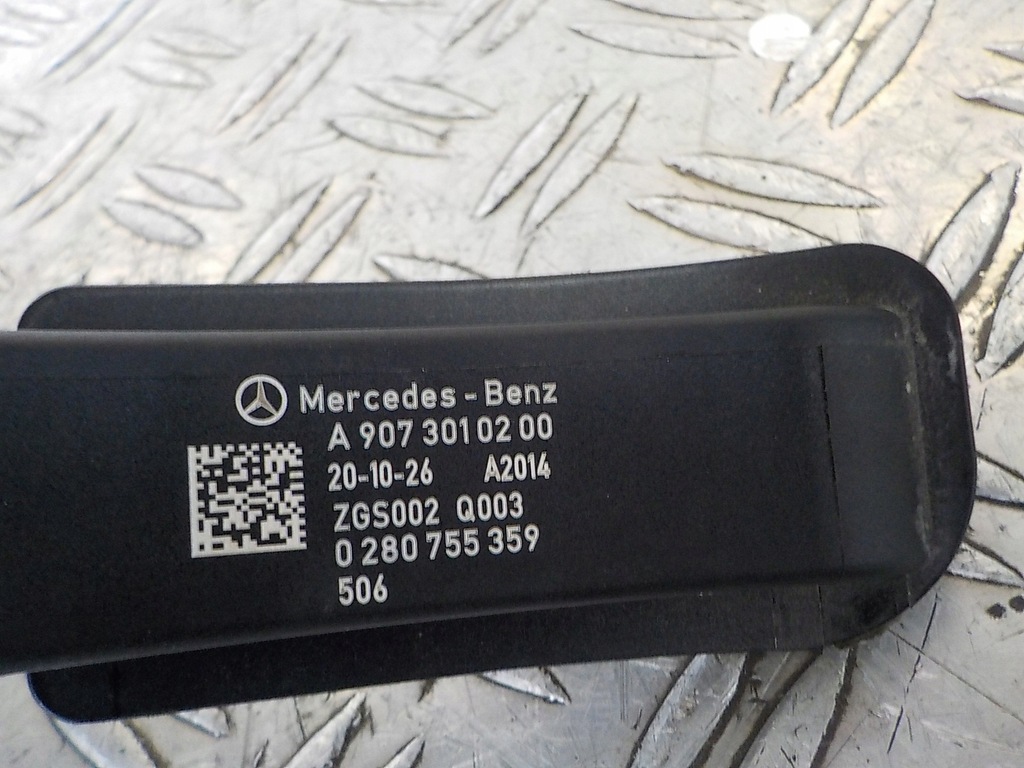 Mercedes-Benz
A 907 301 02 00
20-10-26 A2014
ZGS002 Q003
0 280 755 359
506